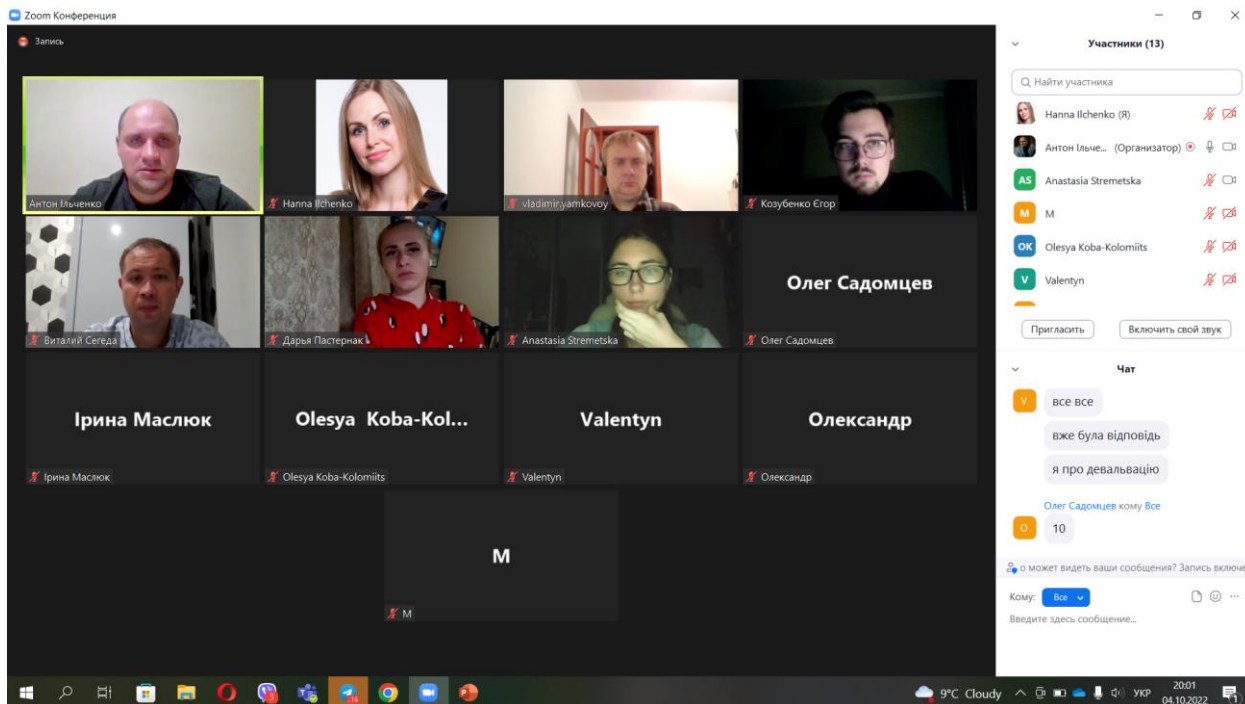 Zoom Конференция
Запись
Антон Ільченко
Hanna Ilchenko
vladimir.yamkovoy
Козубенко Єгор
Виталий Сегеда
Дарья Пастернак
Anastasia Stremetska
Олег Садомцев
Олег Садомцев
Ірина Маслюк
Ірина Маслюк
Olesya Koba-Kol...
Olesya Koba-Kolomiits
Valentyn
Valentyn
Олександр
Олександр
M
M
Участники (13)
Найти участника
Hanna Ilchenko (Я)
Антон Ільче... (Организатор)
AS Anastasia Stremetska
M M
OK Olesya Koba-Kolomiits
V Valentyn
Пригласить
Включить свой звук
Чат
V все все
вже була відповідь
я про девальвацію
Олег Садомцев кому Все
О 10
о может видеть ваши сообщения? Запись включе
Кому: Все
Введите здесь сообщение...
3
16
9°C Cloudy
УКР
20:01
04.10.2022
1